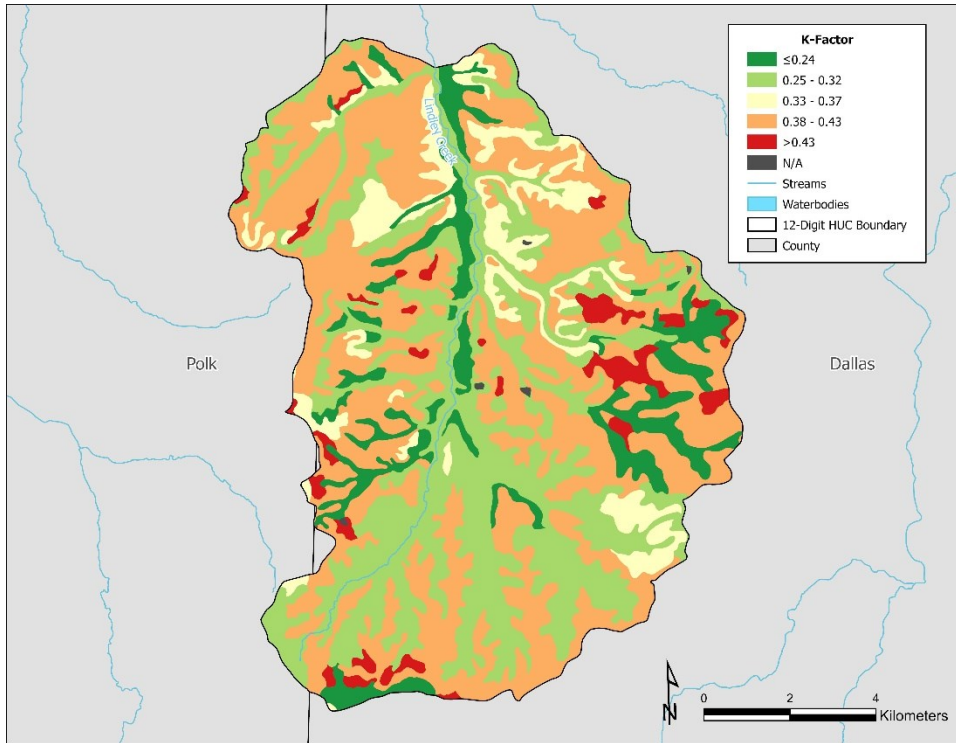 K-Factor
≤0.24
0.25 - 0.32
0.33 - 0.37
0.38 - 0.43
>0.43
N/A
Streams
Waterbodies
12-Digit HUC Boundary
County
Lindley Creek
Polk
Dallas
N
0 2 4
Kilometers